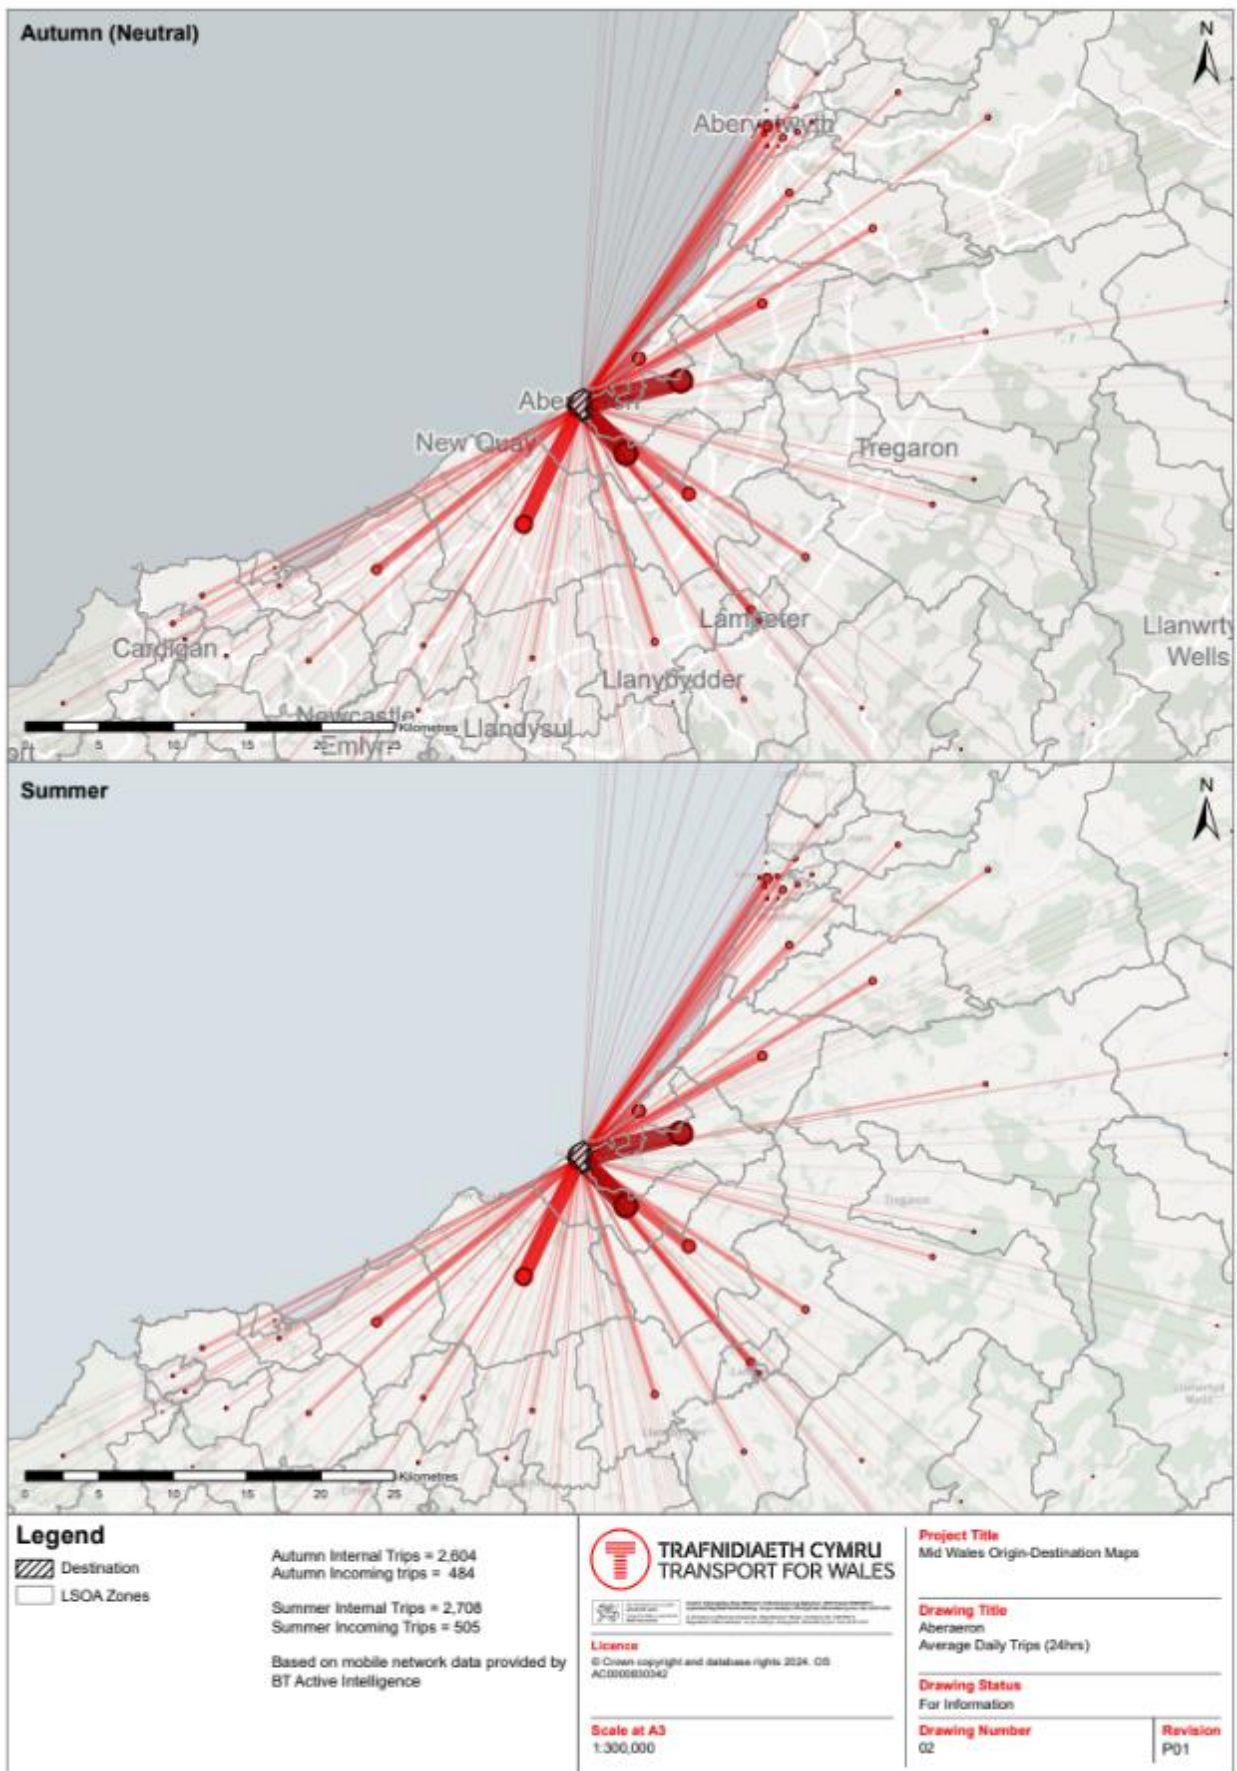 Autumn (Neutral)
N
Aberystwyth
New Quay
Tregaron
Lampeter
Cardigan
Llanwrty
Wells
Llanybydder
Newcastle
Emlyn
Llandysul
Kilometres
5 10 15 20 25
Summer
N
Tregaron
Kilometres
0 5 10 15 20 25
Legend
Destination
LSOA Zones
Autumn Internal Trips = 2,604
Autumn Incoming trips = 484
Summer Internal Trips = 2,708
Summer Incoming Trips = 505
Based on mobile network data provided by
BT Active Intelligence
TRAFNIDIAETH CYMRU
TRANSPORT FOR WALES
Licence
© Crown copyright and database rights 2024. OS
AC0000830342
Scale at A3
1:300,000
Project Title
Mid Wales Origin-Destination Maps
Drawing Title
Aberaeron
Average Daily Trips (24hrs)
Drawing Status
For Information
Drawing Number
02
Revision
P01